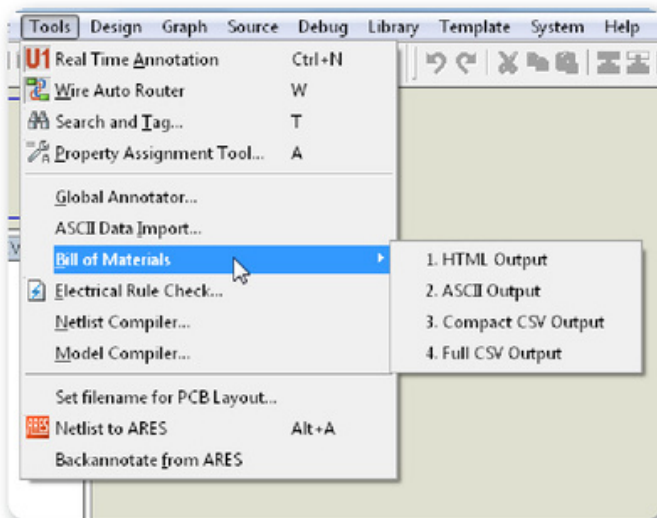 Tools Design Graph Source Debug Library Template System Help
U1 Real Time Annotation Ctrl+N
Wire Auto Router W
Search and Tag... T
A Property Assignment Tool... A
Global Annotator...
ASCII Data Import...
Bill of Materials
1. HTML Output
2. ASCII Output
3. Compact CSV Output
4. Full CSV Output
Electrical Rule Check...
Netlist Compiler...
Model Compiler...
Set filename for PCB Layout...
ARES Netlist to ARES Alt+A
Backannotate from ARES